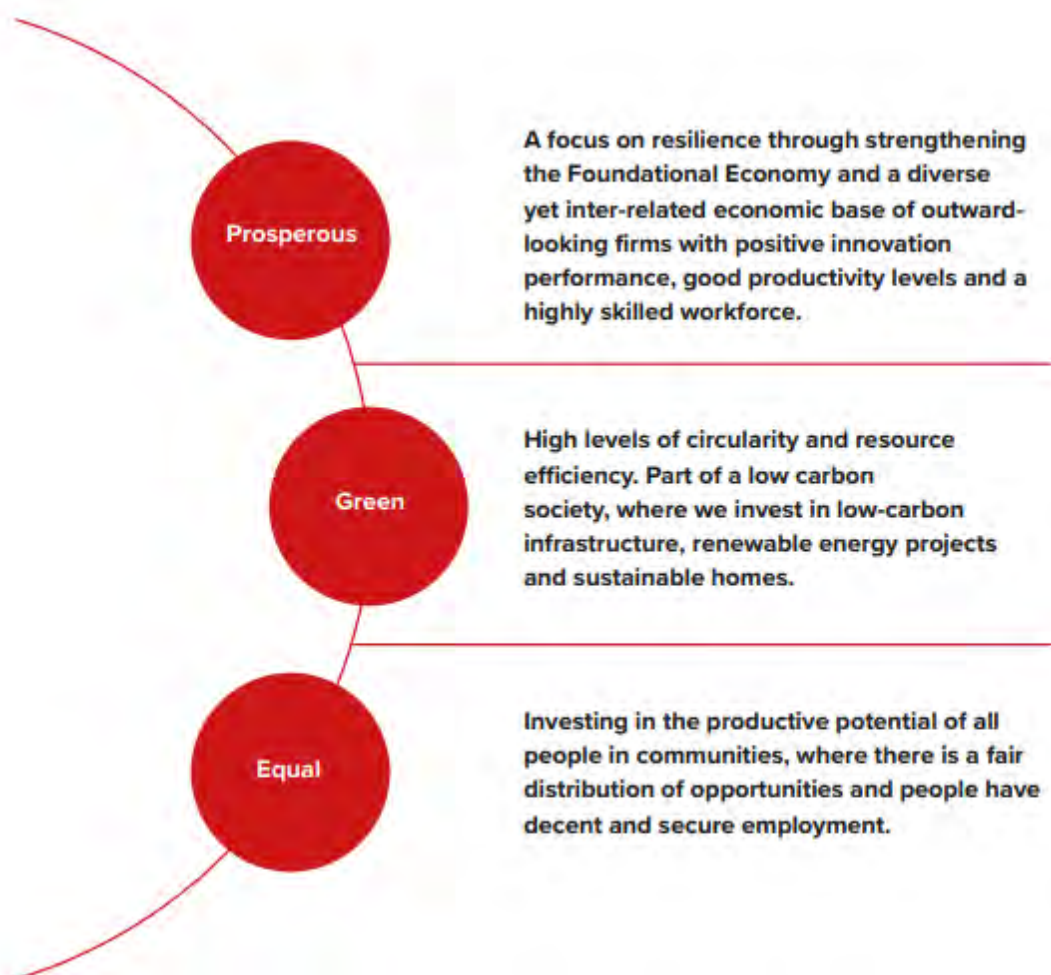 Prosperous
A focus on resilience through strengthening
the Foundational Economy and a diverse
yet inter-related economic base of outward-
looking firms with positive innovation
performance, good productivity levels and a
highly skilled workforce.
Green
High levels of circularity and resource
efficiency. Part of a low carbon
society, where we invest in low-carbon
infrastructure, renewable energy projects
and sustainable homes.
Equal
Investing in the productive potential of all
people in communities, where there is a fair
distribution of opportunities and people have
decent and secure employment.